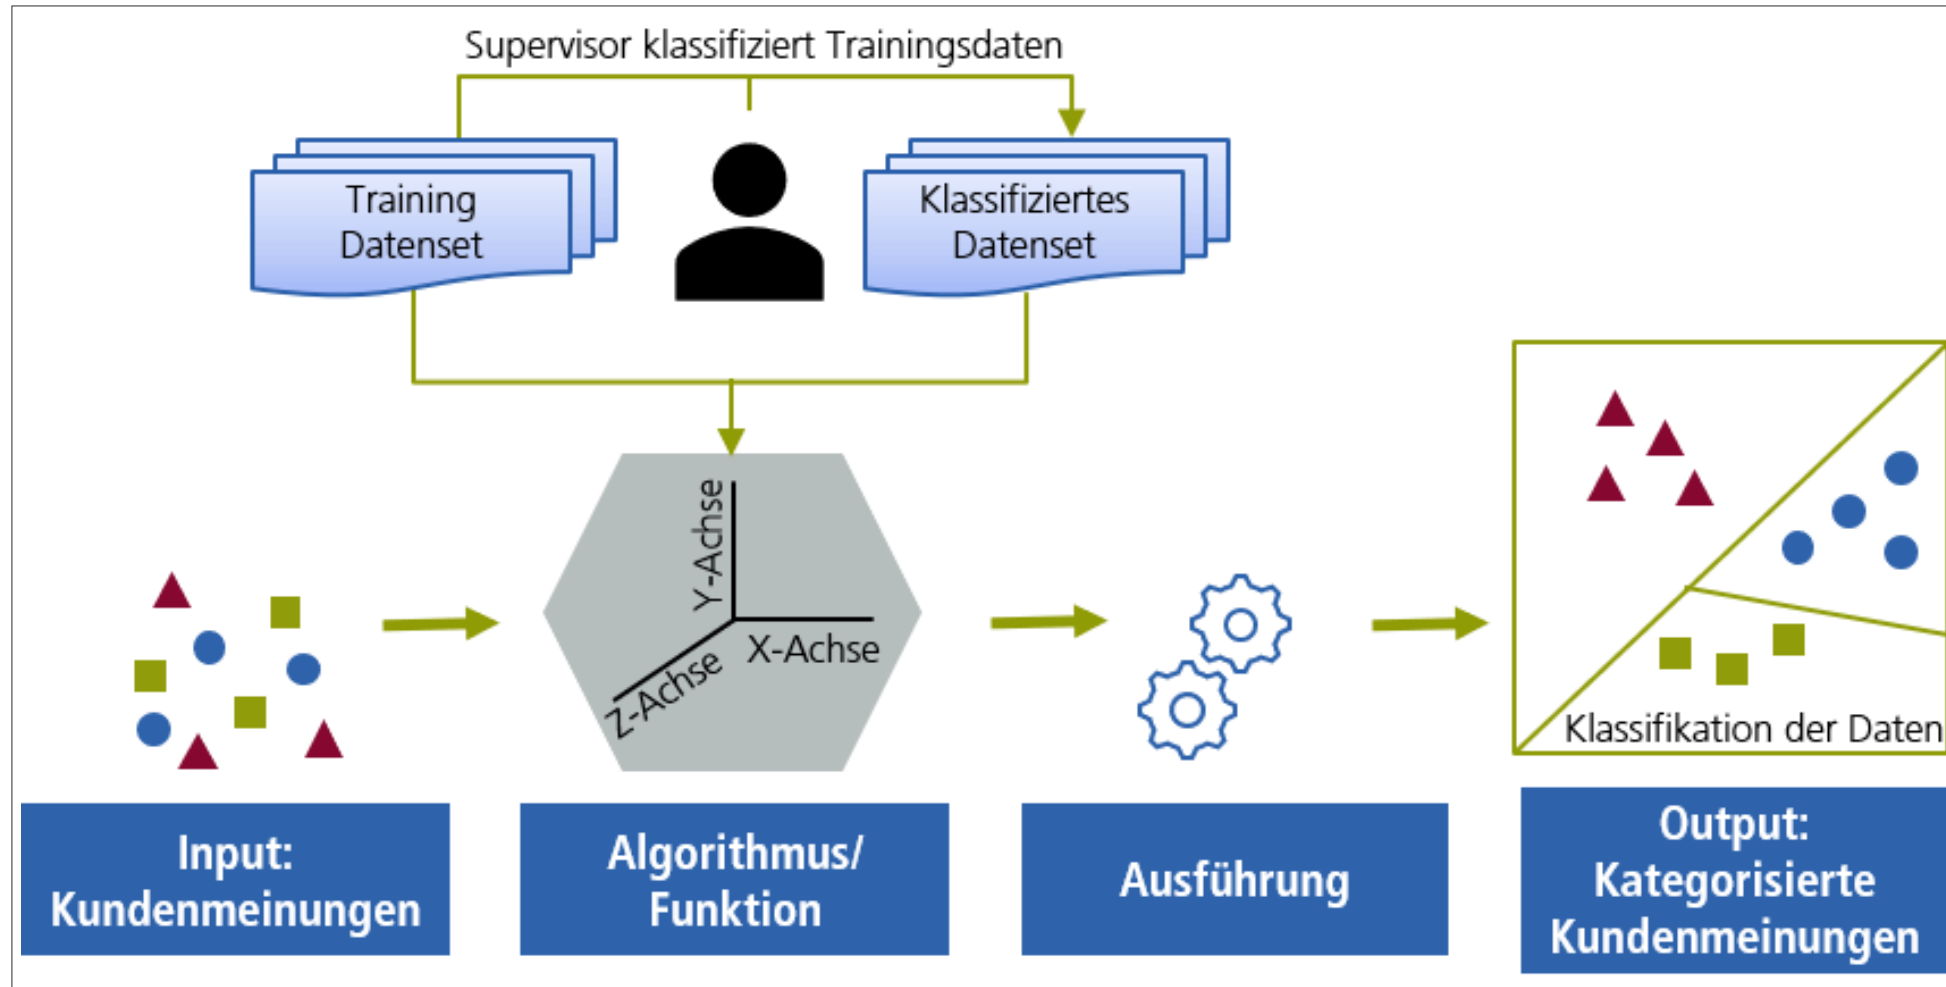 Supervisor klassifiziert Trainingsdaten
Training
Datenset
Klassifiziertes
Datenset
Y-Achse
X-Achse
Z-Achse
Klassifikation der Daten
Input:
Kundenmeinungen
Algorithmus/
Funktion
Ausführung
Output:
Kategorisierte
Kundenmeinungen